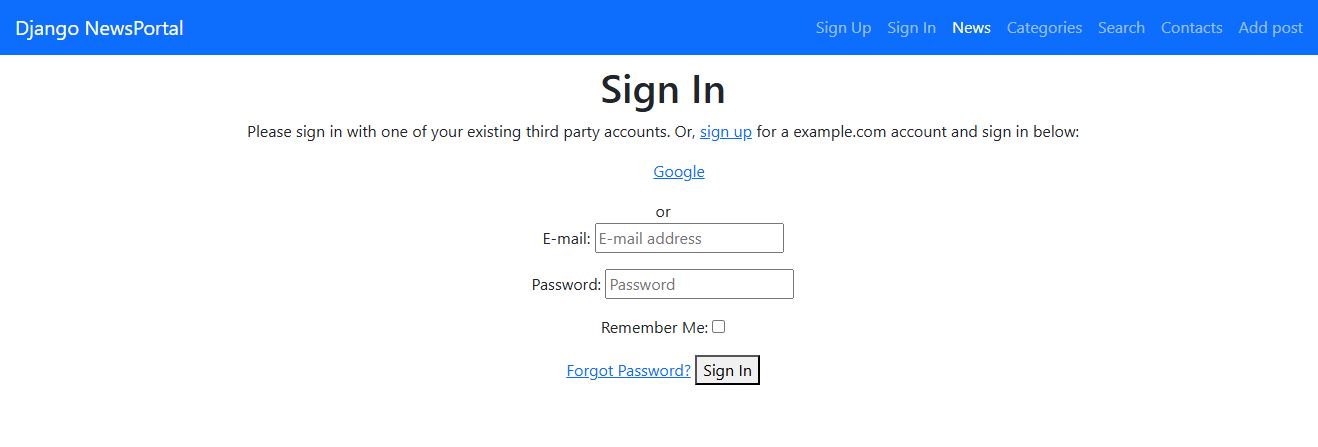 Django NewsPortal Sign Up Sign In News Categories Search Contacts Add post
Sign In
Please sign in with one of your existing third party accounts. Or, sign up for a example.com account and sign in below:
Google
or
E-mail: E-mail address
Password: Password
Remember Me:
Forgot Password? Sign In